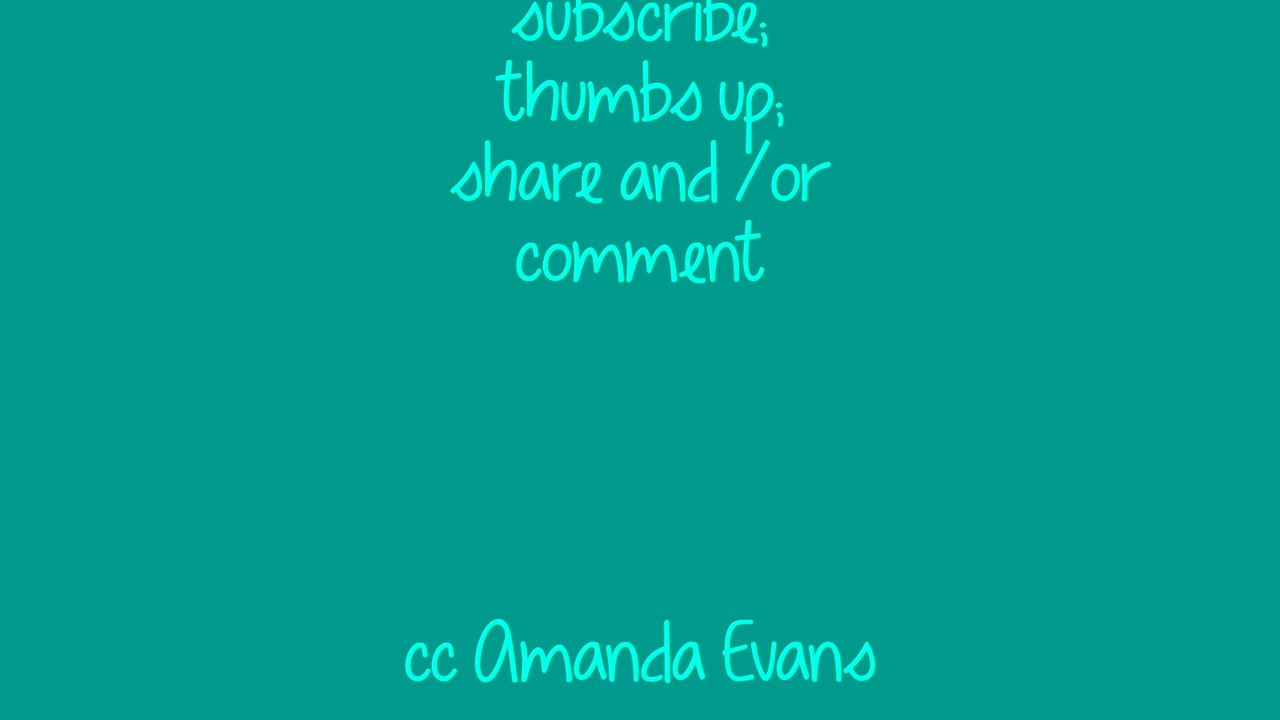 subscribe;
thumbs up;
share and /or
comment
cc Amanda Evans